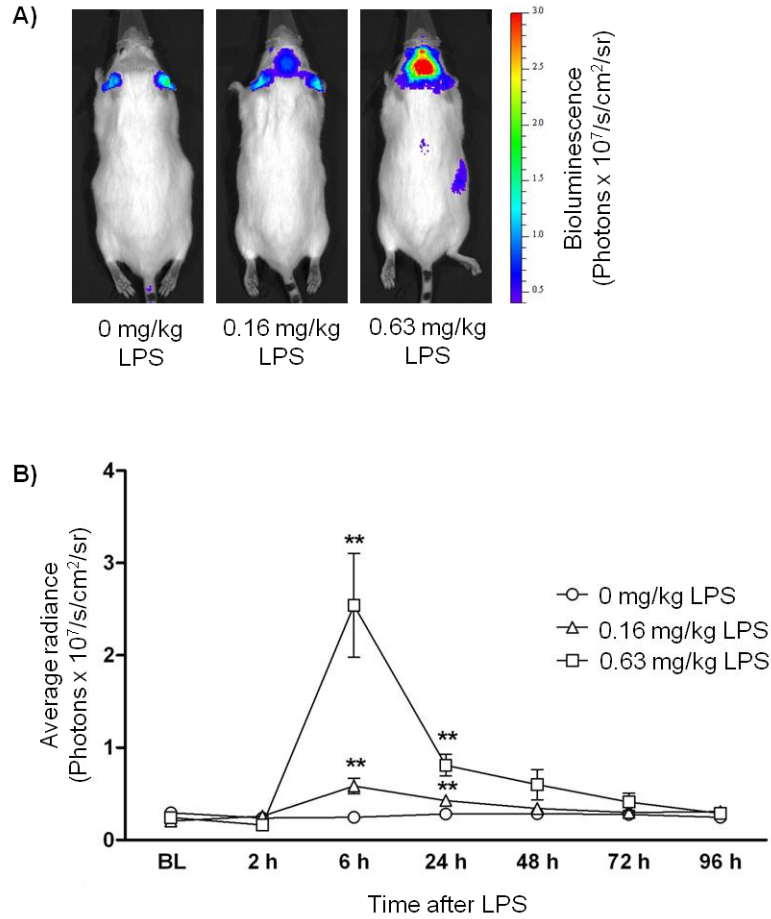 A)
3.0
2.5
2.0
1.5
1.0
0.5
Bioluminescence
(Photons x 10⁷/s/cm²/sr)
0 mg/kg
LPS
0.16 mg/kg
LPS
0.63 mg/kg
LPS
B)
Average radiance
(Photons x 10⁷/s/cm²/sr)
4
3
2
1
0
**
**
**
**
0 mg/kg LPS
0.16 mg/kg LPS
0.63 mg/kg LPS
BL 2 h 6 h 24 h 48 h 72 h 96 h
Time after LPS